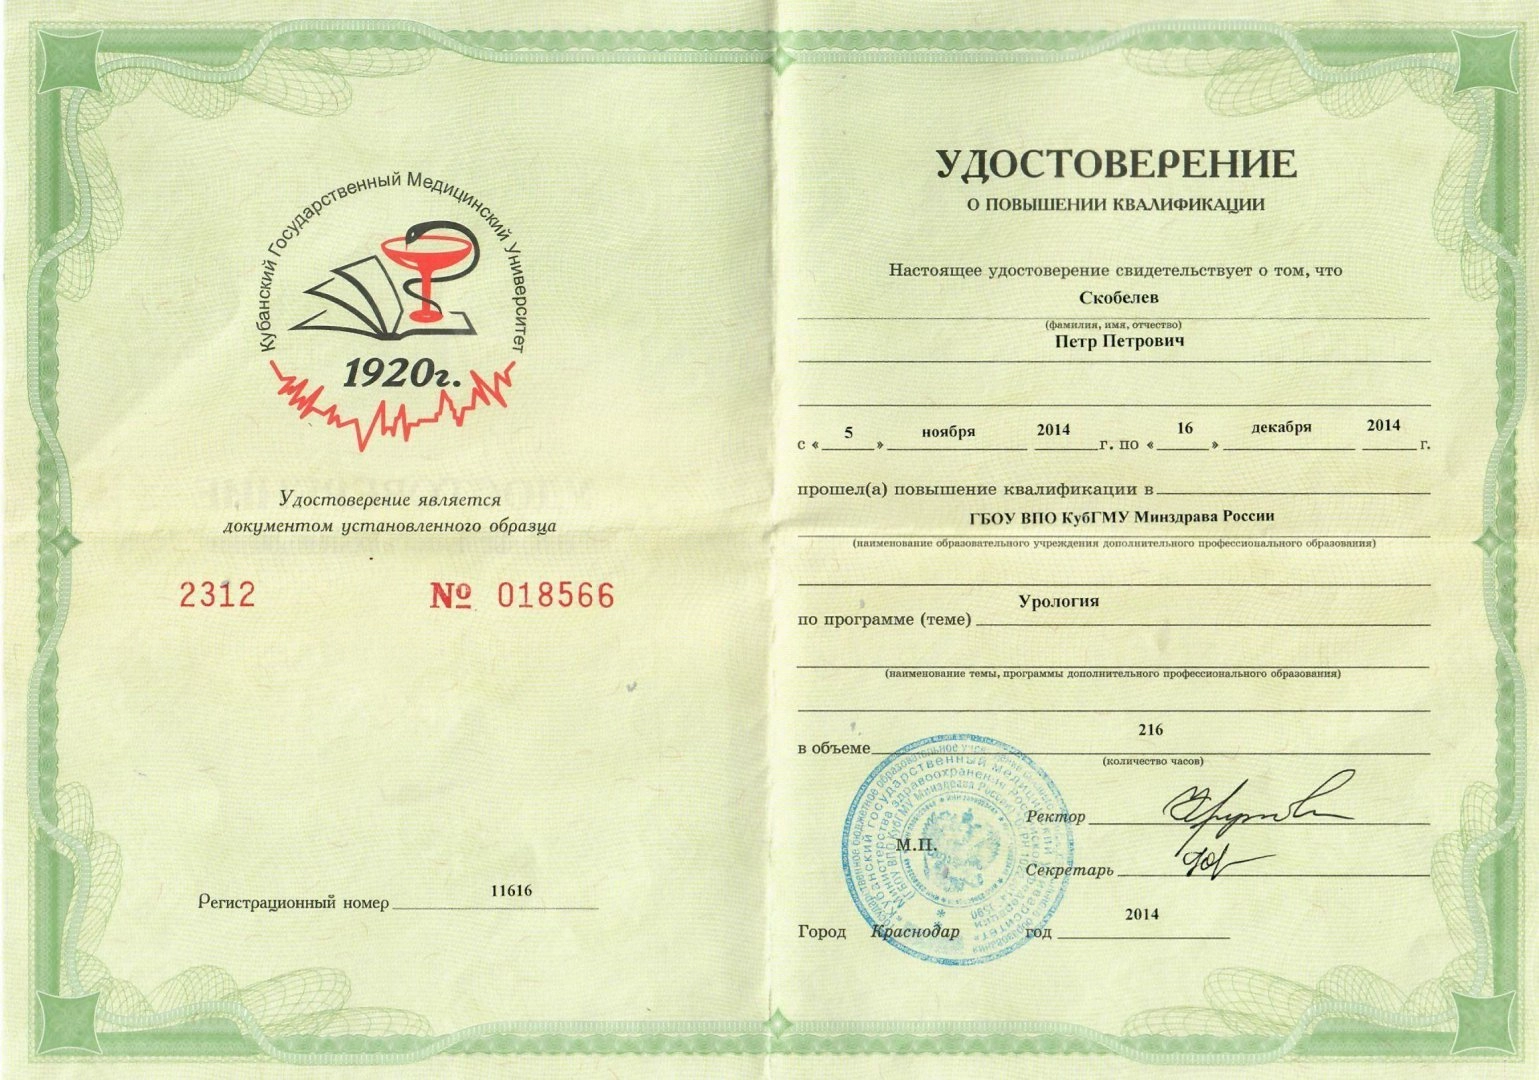 Кубанский Государственный Медицинский Университет
1920г.
Удостоверение является
документом установленного образца
2312 № 018566
Регистрационный номер 11616
УДОСТОВЕРЕНИЕ
О ПОВЫШЕНИИ КВАЛИФИКАЦИИ
Настоящее удостоверение свидетельствует о том, что
Скобелев
(фамилия, имя, отчество)
Петр Петрович
с « 5 » ноября 2014 г. по « 16 » декабря 2014 г.
прошел(а) повышение квалификации в
ГБОУ ВПО КубГМУ Минздрава России
(наименование образовательного учреждения дополнительного профессионального образования)
Урология
по программе (теме)
(наименование темы, программы дополнительного профессионального образования)
216
в объеме
(количество часов)
Ректор
М.П.
Секретарь
Город Краснодар год 2014